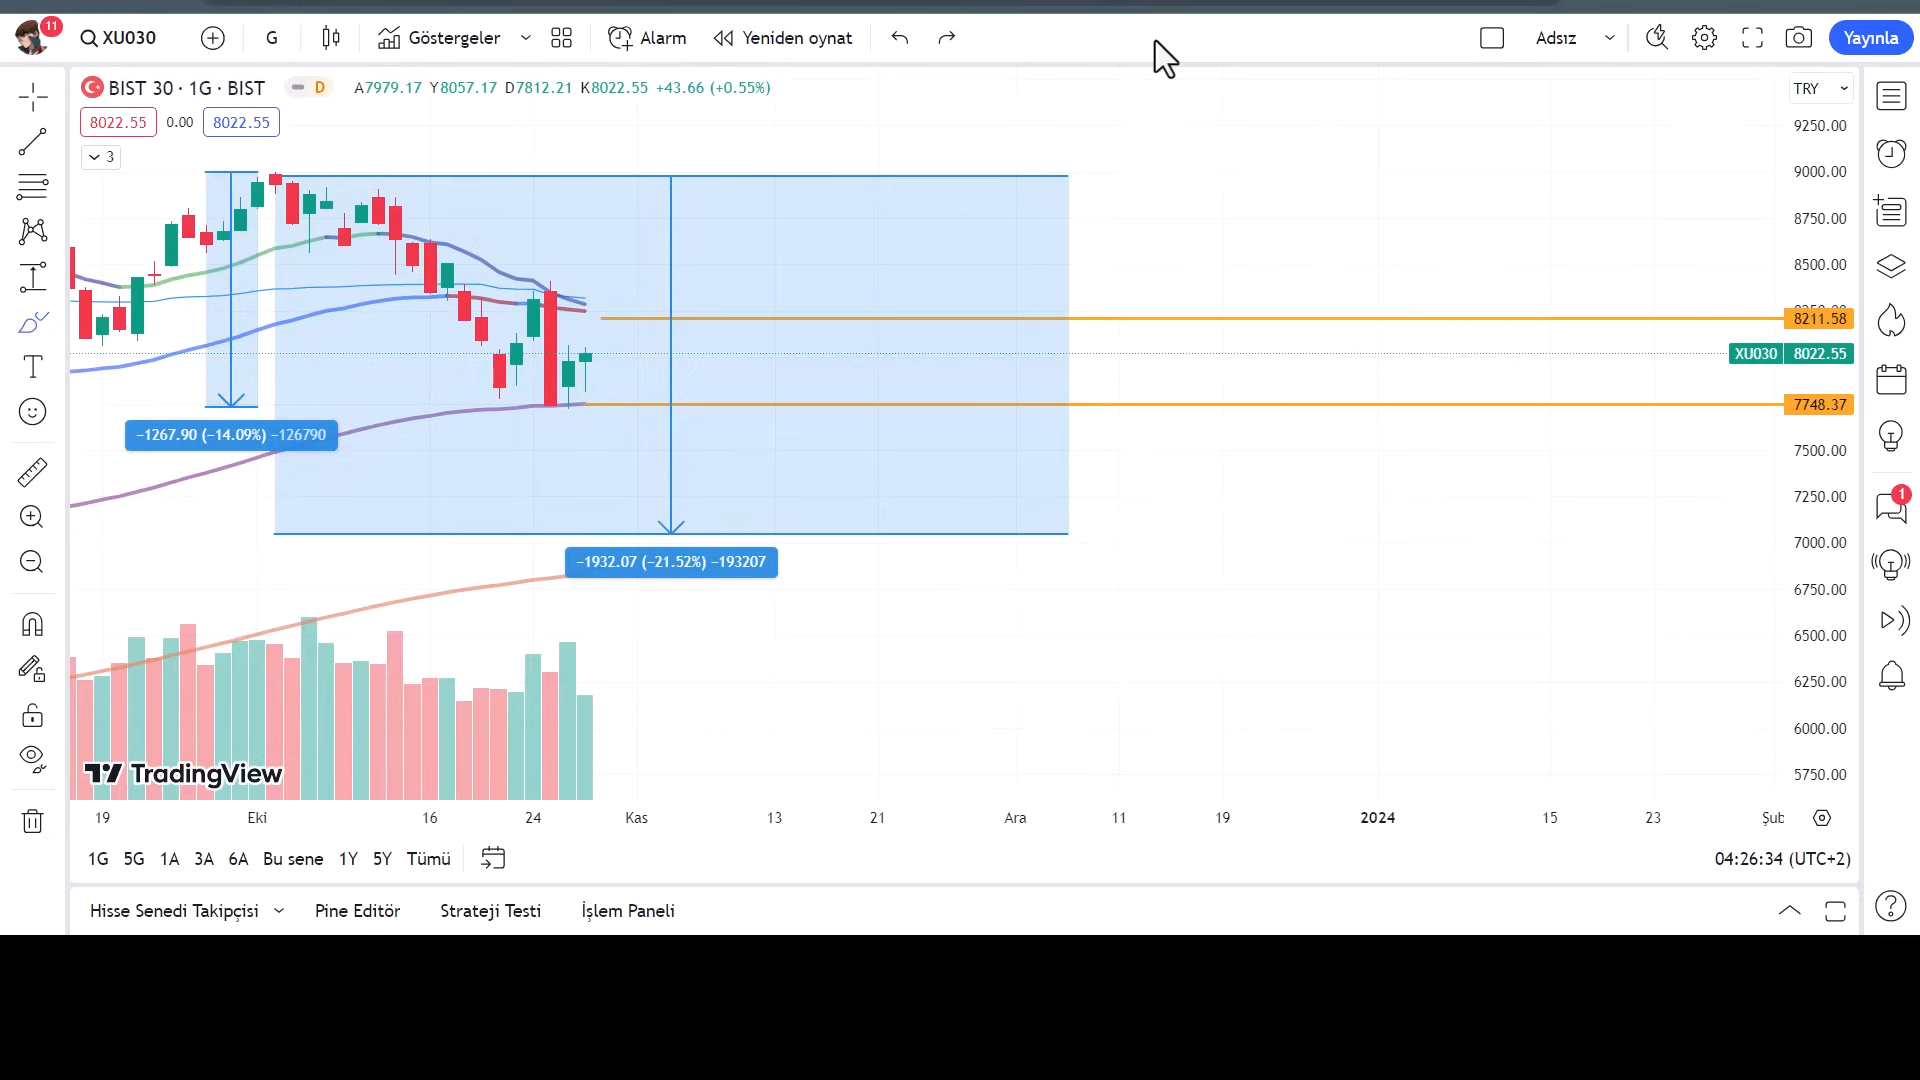 11
XU030
G
Göstergeler
Alarm
Yeniden oynat
Adsız
Yayınla
BIST 30 · 1G · BIST
D
A7979.17 Y8057.17 D7812.21 K8022.55 +43.66 (+0.55%)
TRY
8022.55 0.00 8022.55
3
9250.00
9000.00
8750.00
8500.00
8211.58
XU030 8022.55
7748.37
7500.00
7250.00
7000.00
6750.00
6500.00
6250.00
6000.00
5750.00
−1267.90 (−14.09%) −126790
−1932.07 (−21.52%) −193207
1
TradingView
19 Eki 16 24 Kas 13 21 Ara 11 19 2024 15 23 Şub
1G 5G 1A 3A 6A Bu sene 1Y 5Y Tümü
04:26:34 (UTC+2)
Hisse Senedi Takipçisi Pine Editör Strateji Testi İşlem Paneli